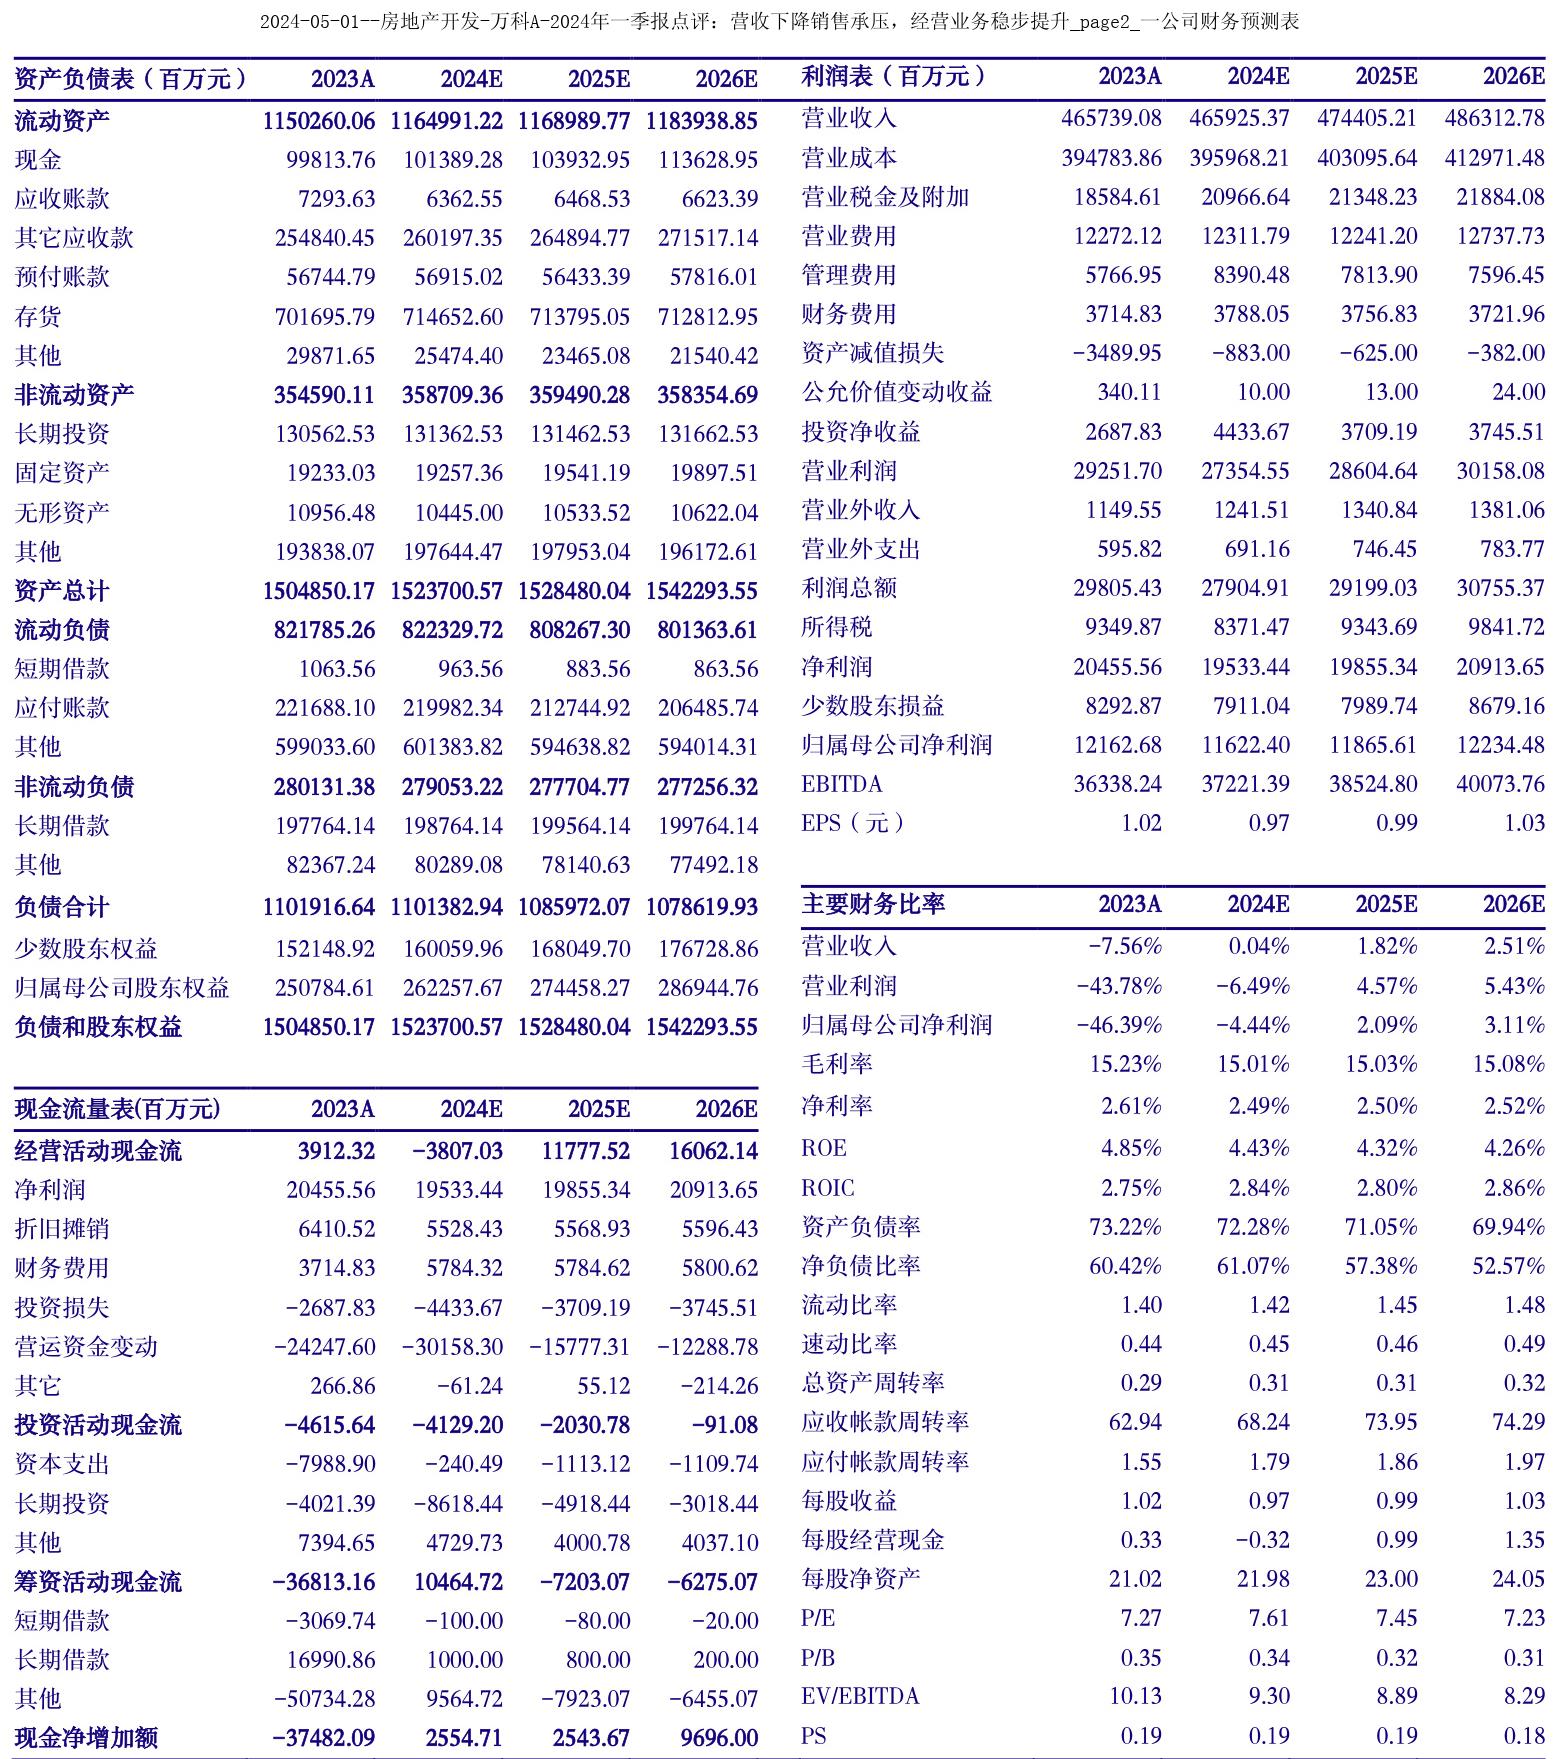 2024-05-01--房地产开发-万科A-2024年一季报点评：营收下降销售承压，经营业务稳步提升_page2_一公司财务预测表
资产负债表（百万元） 2023A 2024E 2025E 2026E
流动资产 1150260.06 1164991.22 1168989.77 1183938.85
现金 99813.76 101389.28 103932.95 113628.95
应收账款 7293.63 6362.55 6468.53 6623.39
其它应收款 254840.45 260197.35 264894.77 271517.14
预付账款 56744.79 56915.02 56433.39 57816.01
存货 701695.79 714652.60 713795.05 712812.95
其他 29871.65 25474.40 23465.08 21540.42
非流动资产 354590.11 358709.36 359490.28 358354.69
长期投资 130562.53 131362.53 131462.53 131662.53
固定资产 19233.03 19257.36 19541.19 19897.51
无形资产 10956.48 10445.00 10533.52 10622.04
其他 193838.07 197644.47 197953.04 196172.61
资产总计 1504850.17 1523700.57 1528480.04 1542293.55
流动负债 821785.26 822329.72 808267.30 801363.61
短期借款 1063.56 963.56 883.56 863.56
应付账款 221688.10 219982.34 212744.92 206485.74
其他 599033.60 601383.82 594638.82 594014.31
非流动负债 280131.38 279053.22 277704.77 277256.32
长期借款 197764.14 198764.14 199564.14 199764.14
其他 82367.24 80289.08 78140.63 77492.18
负债合计 1101916.64 1101382.94 1085972.07 1078619.93
少数股东权益 152148.92 160059.96 168049.70 176728.86
归属母公司股东权益 250784.61 262257.67 274458.27 286944.76
负债和股东权益 1504850.17 1523700.57 1528480.04 1542293.55
现金流量表(百万元) 2023A 2024E 2025E 2026E
经营活动现金流 3912.32 -3807.03 11777.52 16062.14
净利润 20455.56 19533.44 19855.34 20913.65
折旧摊销 6410.52 5528.43 5568.93 5596.43
财务费用 3714.83 5784.32 5784.62 5800.62
投资损失 -2687.83 -4433.67 -3709.19 -3745.51
营运资金变动 -24247.60 -30158.30 -15777.31 -12288.78
其它 266.86 -61.24 55.12 -214.26
投资活动现金流 -4615.64 -4129.20 -2030.78 -91.08
资本支出 -7988.90 -240.49 -1113.12 -1109.74
长期投资 -4021.39 -8618.44 -4918.44 -3018.44
其他 7394.65 4729.73 4000.78 4037.10
筹资活动现金流 -36813.16 10464.72 -7203.07 -6275.07
短期借款 -3069.74 -100.00 -80.00 -20.00
长期借款 16990.86 1000.00 800.00 200.00
其他 -50734.28 9564.72 -7923.07 -6455.07
现金净增加额 -37482.09 2554.71 2543.67 9696.00
利润表（百万元） 2023A 2024E 2025E 2026E
营业收入 465739.08 465925.37 474405.21 486312.78
营业成本 394783.86 395968.21 403095.64 412971.48
营业税金及附加 18584.61 20966.64 21348.23 21884.08
营业费用 12272.12 12311.79 12241.20 12737.73
管理费用 5766.95 8390.48 7813.90 7596.45
财务费用 3714.83 3788.05 3756.83 3721.96
资产减值损失 -3489.95 -883.00 -625.00 -382.00
公允价值变动收益 340.11 10.00 13.00 24.00
投资净收益 2687.83 4433.67 3709.19 3745.51
营业利润 29251.70 27354.55 28604.64 30158.08
营业外收入 1149.55 1241.51 1340.84 1381.06
营业外支出 595.82 691.16 746.45 783.77
利润总额 29805.43 27904.91 29199.03 30755.37
所得税 9349.87 8371.47 9343.69 9841.72
净利润 20455.56 19533.44 19855.34 20913.65
少数股东损益 8292.87 7911.04 7989.74 8679.16
归属母公司净利润 12162.68 11622.40 11865.61 12234.48
EBITDA 36338.24 37221.39 38524.80 40073.76
EPS（元） 1.02 0.97 0.99 1.03
主要财务比率 2023A 2024E 2025E 2026E
营业收入 -7.56% 0.04% 1.82% 2.51%
营业利润 -43.78% -6.49% 4.57% 5.43%
归属母公司净利润 -46.39% -4.44% 2.09% 3.11%
毛利率 15.23% 15.01% 15.03% 15.08%
净利率 2.61% 2.49% 2.50% 2.52%
ROE 4.85% 4.43% 4.32% 4.26%
ROIC 2.75% 2.84% 2.80% 2.86%
资产负债率 73.22% 72.28% 71.05% 69.94%
净负债比率 60.42% 61.07% 57.38% 52.57%
流动比率 1.40 1.42 1.45 1.48
速动比率 0.44 0.45 0.46 0.49
总资产周转率 0.29 0.31 0.31 0.32
应收帐款周转率 62.94 68.24 73.95 74.29
应付帐款周转率 1.55 1.79 1.86 1.97
每股收益 1.02 0.97 0.99 1.03
每股经营现金 0.33 -0.32 0.99 1.35
每股净资产 21.02 21.98 23.00 24.05
P/E 7.27 7.61 7.45 7.23
P/B 0.35 0.34 0.32 0.31
EV/EBITDA 10.13 9.30 8.89 8.29
PS 0.19 0.19 0.19 0.18